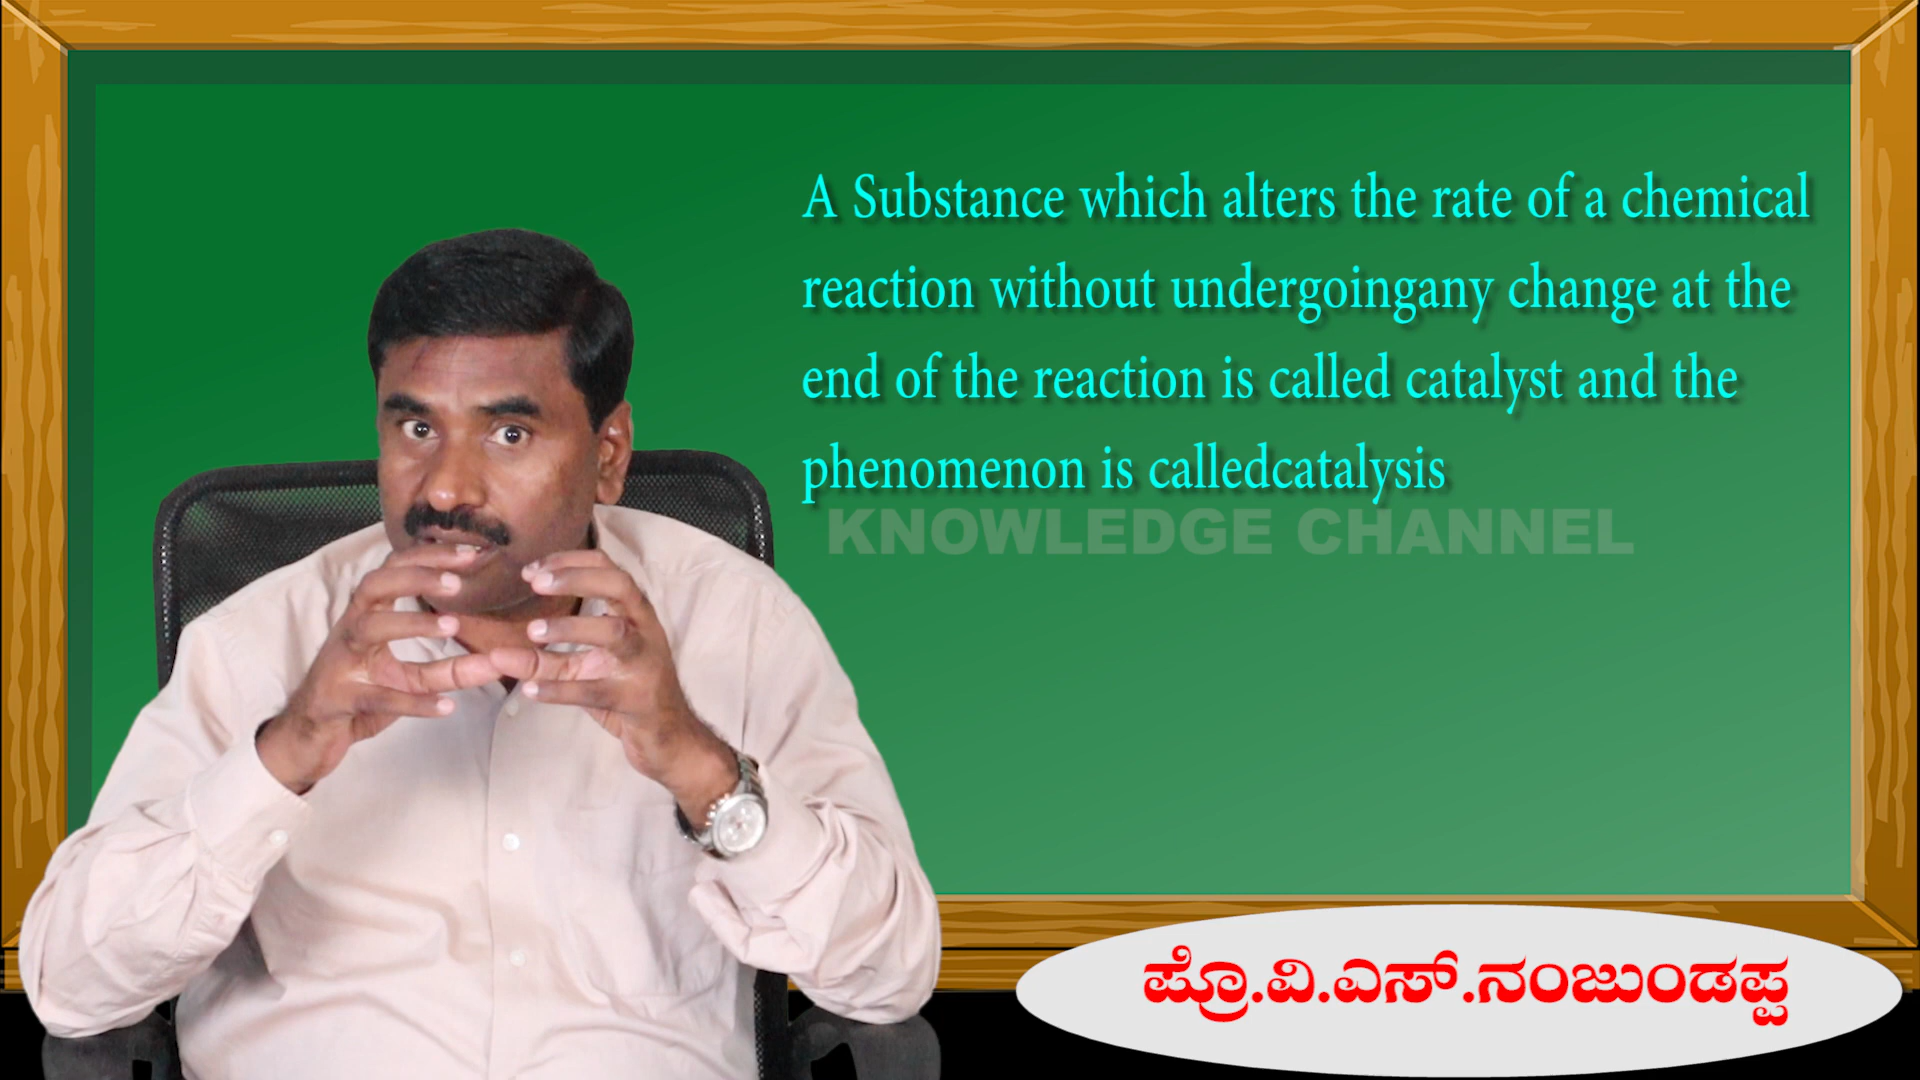 A Substance which alters the rate of a chemical
reaction without undergoingany change at the
end of the reaction is called catalyst and the
phenomenon is calledcatalysis
KNOWLEDGE CHANNEL
ಪ್ರೊ.ವಿ.ಎಸ್.ನಂಜುಂಡಪ್ಪ